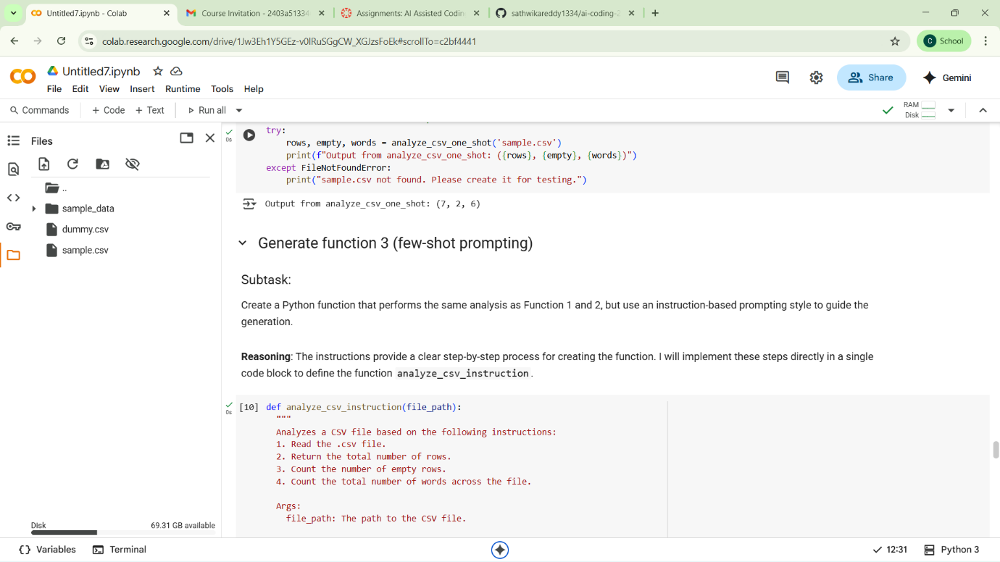 Untitled7.ipynb - Colab
Course Invitation - 2403a51334
Assignments: AI Assisted Codin
sathwikareddy1334/ai-coding-2
colab.research.google.com/drive/1Jw3Eh1Y5GEz-v0lRuSGgCW_XGJzsFoEk#scrollTo=c2bf4441
C School
CO Untitled7.ipynb
Share
Gemini
File Edit View Insert Runtime Tools Help
Commands + Code + Text Run all
RAM
Disk
Files
..
sample_data
dummy.csv
sample.csv
Disk 69.31 GB available
0s
try:
rows, empty, words = analyze_csv_one_shot('sample.csv')
print(f"Output from analyze_csv_one_shot: ({rows}, {empty}, {words})")
except FileNotFoundError:
print("sample.csv not found. Please create it for testing.")
Output from analyze_csv_one_shot: (7, 2, 6)
Generate function 3 (few-shot prompting)
Subtask:
Create a Python function that performs the same analysis as Function 1 and 2, but use an instruction-based prompting style to guide the
generation.
Reasoning: The instructions provide a clear step-by-step process for creating the function. I will implement these steps directly in a single
code block to define the function analyze_csv_instruction.
0s
[10] def analyze_csv_instruction(file_path):
"""
Analyzes a CSV file based on the following instructions:
1. Read the .csv file.
2. Return the total number of rows.
3. Count the number of empty rows.
4. Count the total number of words across the file.
Args:
file_path: The path to the CSV file.
{} Variables Terminal
12:31 Python 3